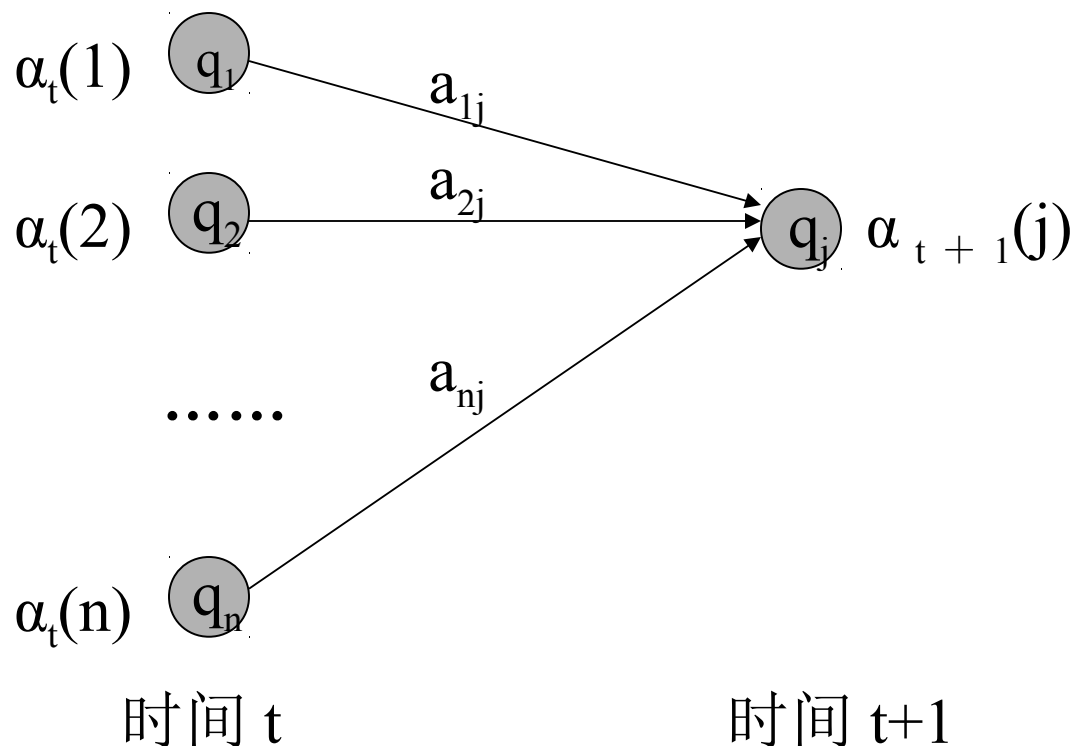 αt(1) q1 a1j
αt(2) q2 a2j qj α t + 1(j)
anj
......
αt(n) qn
时间 t 时间 t+1